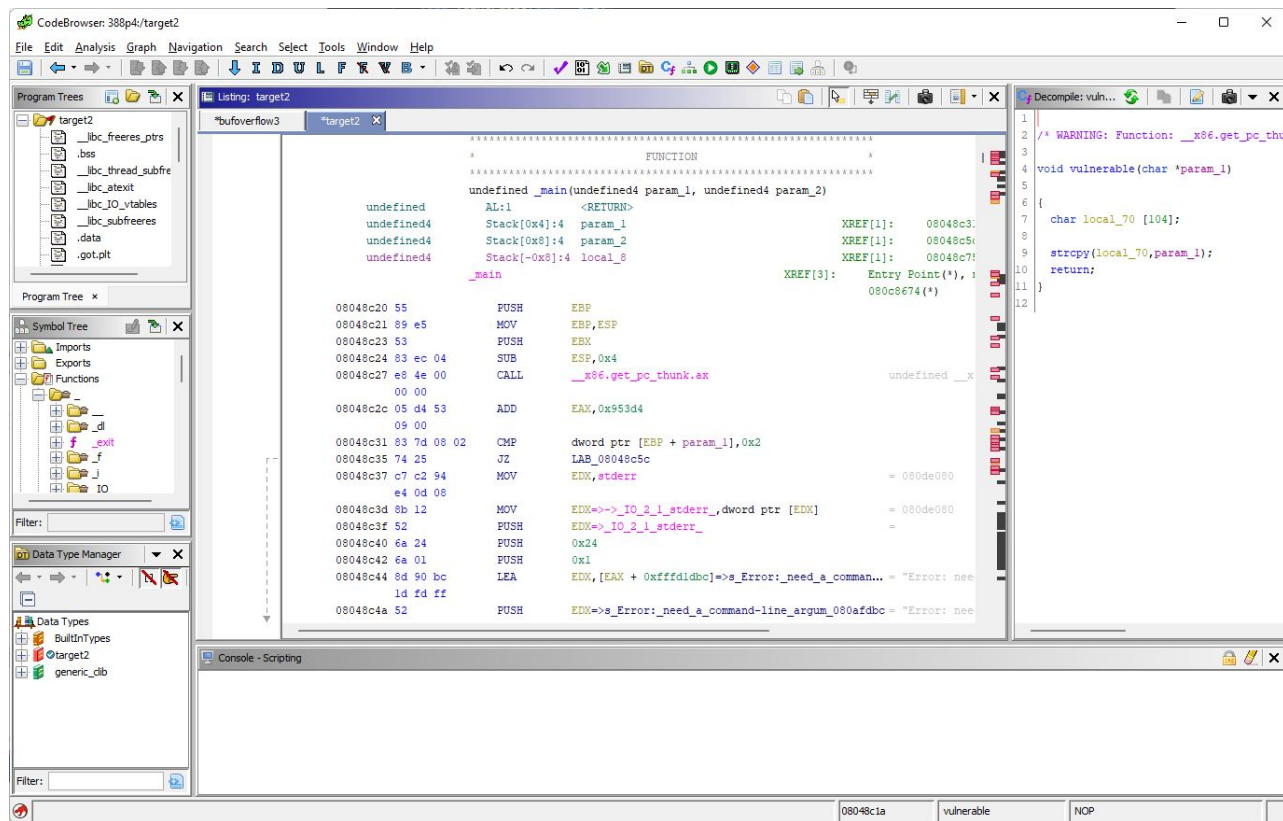 CodeBrowser: 388p4:/target2
File Edit Analysis Graph Navigation Search Select Tools Window Help
I D U L F B
Program Trees
target2
__libc_freeres_ptrs
.bss
__libc_thread_subfre
__libc_atexit
__libc_IO_vtables
__libc_subfreeres
.data
.got.plt
Program Tree ×
Symbol Tree
Imports
Exports
Functions
_
__
_dl
_exit
_f
_i
_IO
Filter:
Data Type Manager
Data Types
BuiltInTypes
target2
generic_clib
Filter:
Listing: target2
*bufoverflow3 *target2
*************************************************************
* FUNCTION *
*************************************************************
undefined _main(undefined4 param_1, undefined4 param_2)
undefined AL:1 <RETURN>
undefined4 Stack[0x4]:4 param_1 XREF[1]: 08048c3
undefined4 Stack[0x8]:4 param_2 XREF[1]: 08048c5
undefined4 Stack[-0x8]:4 local_8 XREF[1]: 08048c7
_main XREF[3]: Entry Point(*),
080c8674(*)
08048c20 55 PUSH EBP
08048c21 89 e5 MOV EBP,ESP
08048c23 53 PUSH EBX
08048c24 83 ec 04 SUB ESP,0x4
08048c27 e8 4e 00 CALL __x86.get_pc_thunk.ax undefined __x
00 00
08048c2c 05 d4 53 ADD EAX,0x953d4
09 00
08048c31 83 7d 08 02 CMP dword ptr [EBP + param_1],0x2
08048c35 74 25 JZ LAB_08048c5c
08048c37 c7 c2 94 MOV EDX,stderr = 080de080
e4 0d 08
08048c3d 8b 12 MOV EDX=>->_IO_2_1_stderr_,dword ptr [EDX] = 080de080
08048c3f 52 PUSH EDX=>_IO_2_1_stderr_ =
08048c40 6a 24 PUSH 0x24
08048c42 6a 01 PUSH 0x1
08048c44 8d 90 bc LEA EDX,[EAX + 0xfffd1dbc]=>s_Error:_need_a_comman... = "Error: nee
1d fd ff
08048c4a 52 PUSH EDX=>s_Error:_need_a_command-line_argum_080afdbc = "Error: nee
Decompile: vuln...
1
2 /* WARNING: Function: __x86.get_pc_thu
3
4 void vulnerable(char *param_1)
5
6 {
7 char local_70 [104];
8
9 strcpy(local_70,param_1);
10 return;
11 }
12
Console - Scripting
08048c1a vulnerable NOP